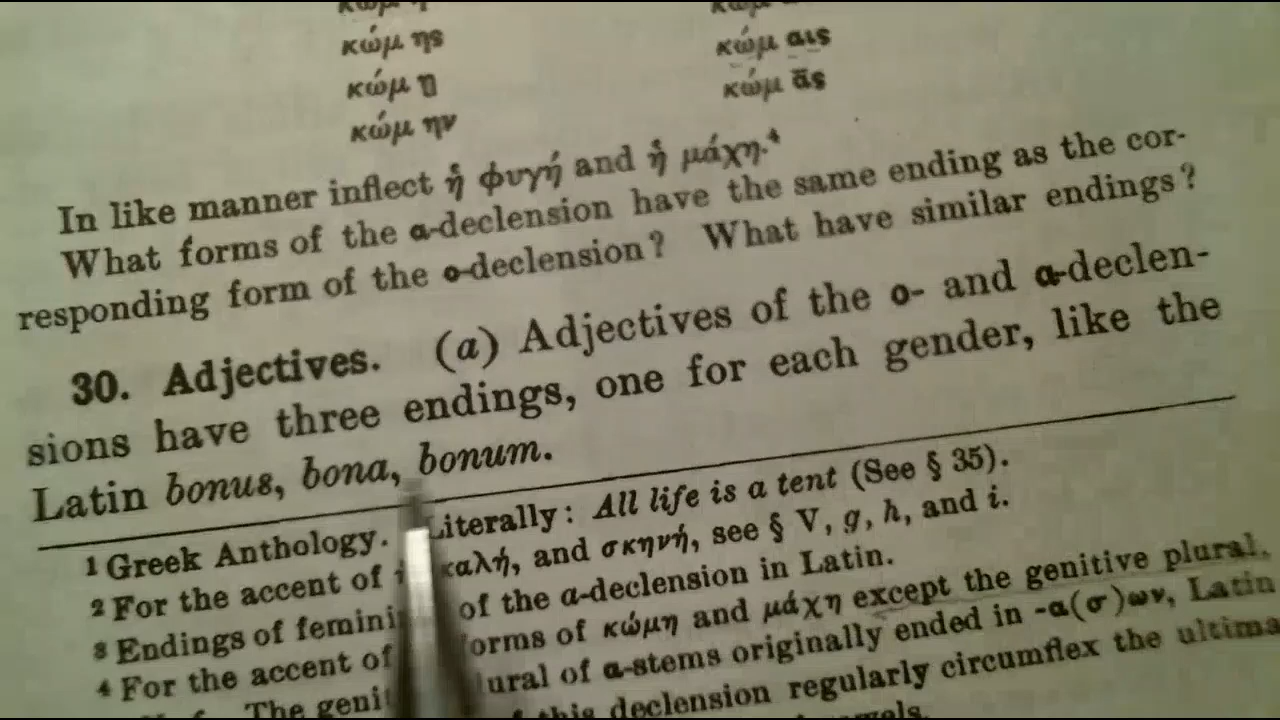 κώμ ης κώμ αις
κώμ ῃ κώμ ᾱς
κώμ ην
In like manner inflect ἡ φυγή and ἡ μάχη.⁴
What forms of the α-declension have the same ending as the cor-
responding form of the ο-declension? What have similar endings?
30. Adjectives. (a) Adjectives of the ο- and α-declen-
sions have three endings, one for each gender, like the
Latin bonus, bona, bonum.
1 Greek Anthology. Literally: All life is a tent (See § 35).
2 For the accent of καλή, and σκηνή, see § V, g, h, and i.
3 Endings of of the α-declension in Latin.
4 For the accent of forms of κώμη and μάχη except the genitive plural,
The of α-stems originally ended in -α(σ)ων, Latin
this declension regularly circumflex the ultima